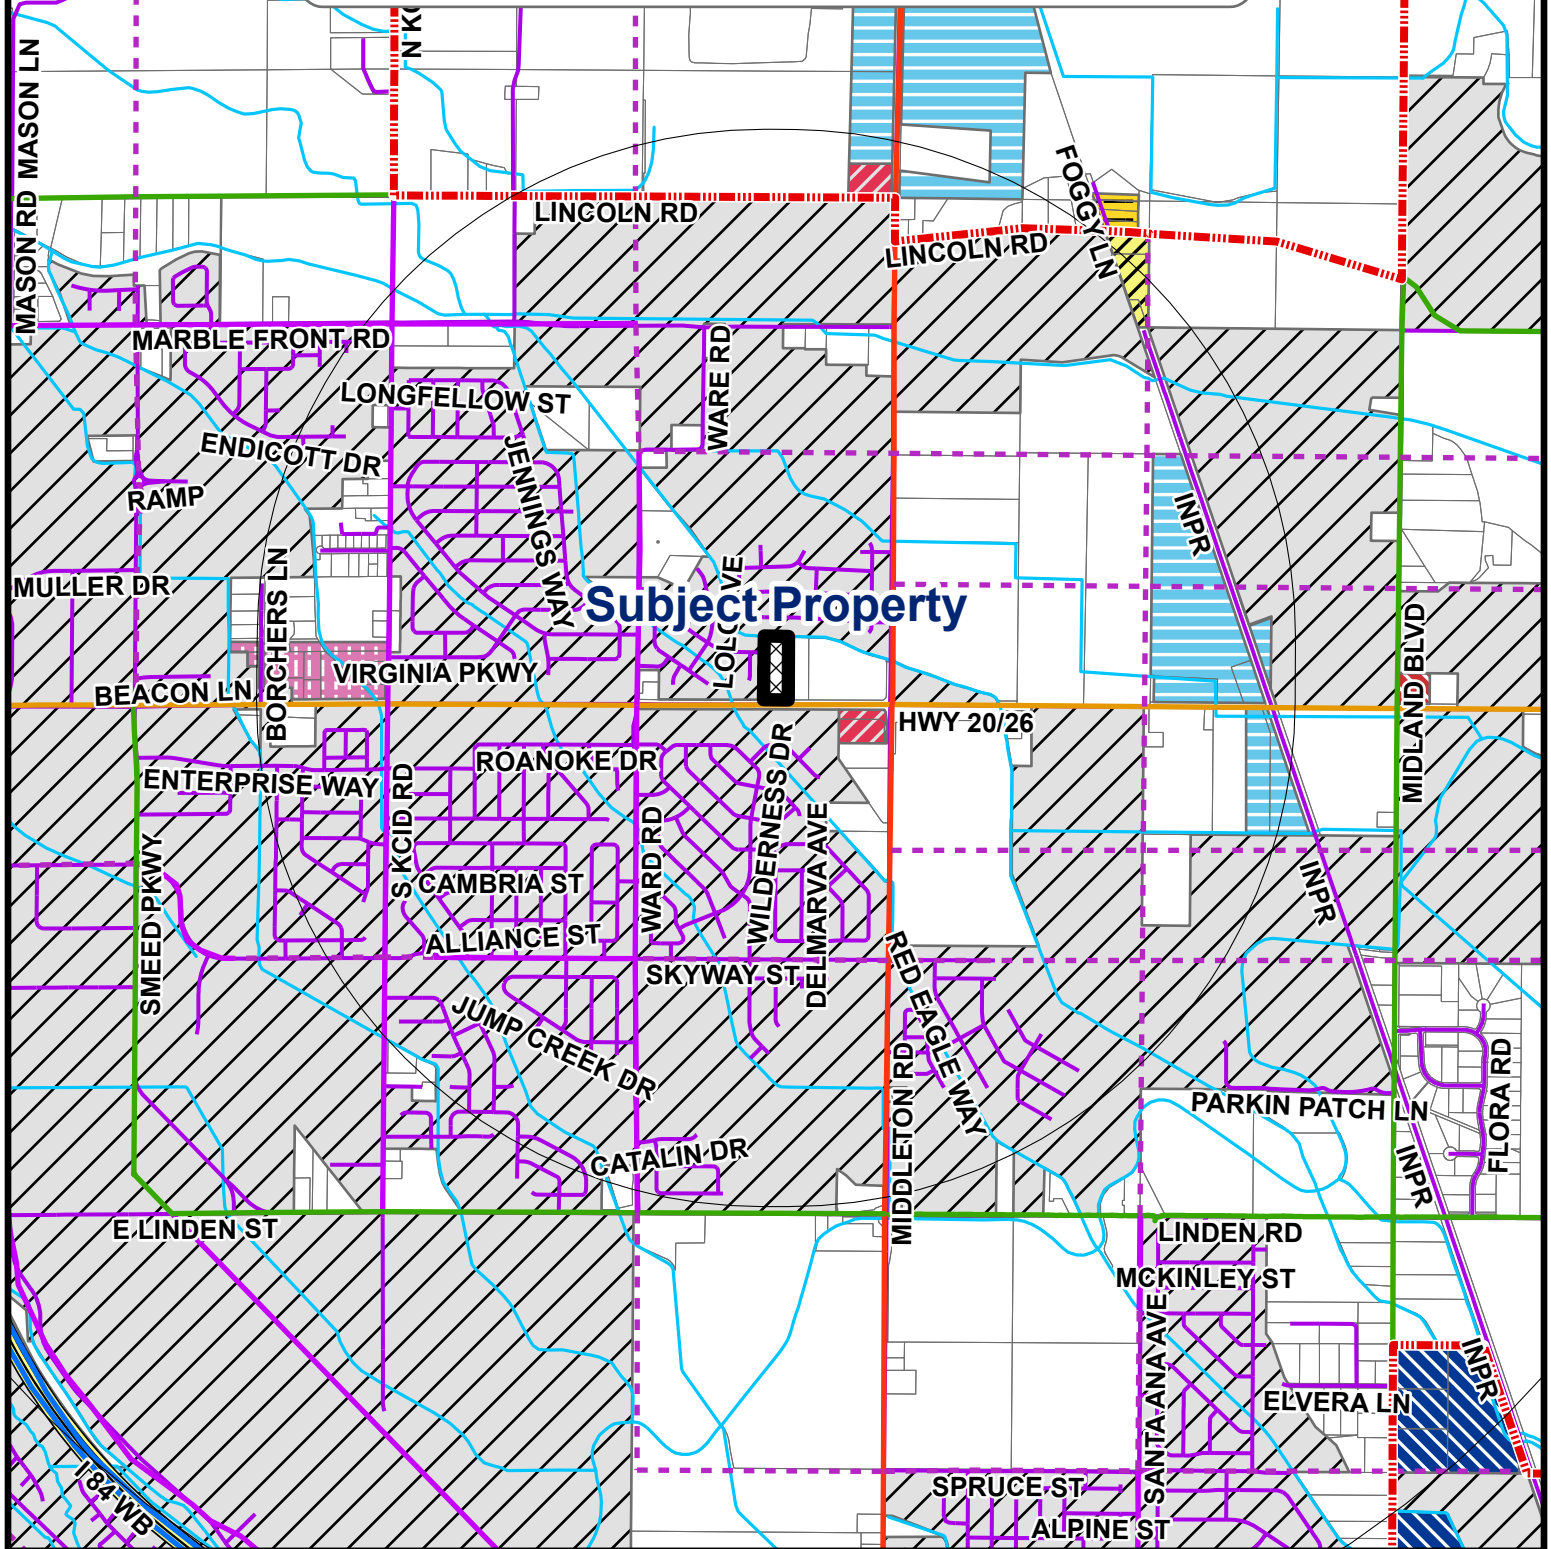 MASON LN
MASON RD
LINCOLN RD
LINCOLN RD
FOGGY LN
MARBLE FRONT RD
WARE RD
LONGFELLOW ST
ENDICOTT DR
JENNINGS WAY
RAMP
INPR
MULLER DR
BORCHERS LN
Subject Property
VIRGINIA PKWY
BEACON LN
MIDLAND BLVD
HWY 20/26
ROANOKE DR
ENTERPRISE WAY
WILDERNESS DR
S KCID RD
WARD RD
DELMARVA AVE
SMEED PKWY
CAMBRIA ST
INPR
ALLIANCE ST
SKYWAY ST
RED EAGLE WAY
JUMP CREEK DR
MIDDLETON RD
FLORA RD
PARKIN PATCH LN
CATALIN DR
INPR
E LINDEN ST
LINDEN RD
MCKINLEY ST
SANTA ANA AVE
INPR
ELVERA LN
I 84 WB
SPRUCE ST
ALPINE ST